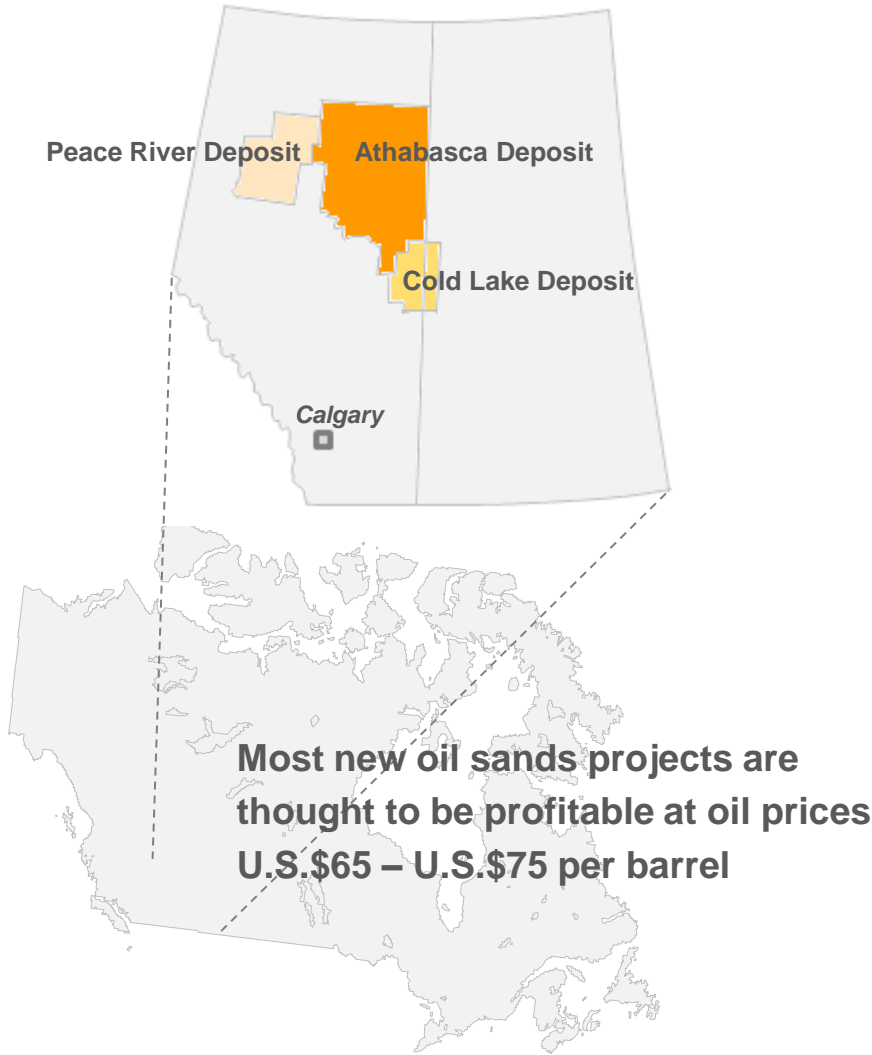 Peace River Deposit
Athabasca Deposit
Cold Lake Deposit
Calgary
Most new oil sands projects are
thought to be profitable at oil prices
U.S.$65 – U.S.$75 per barrel